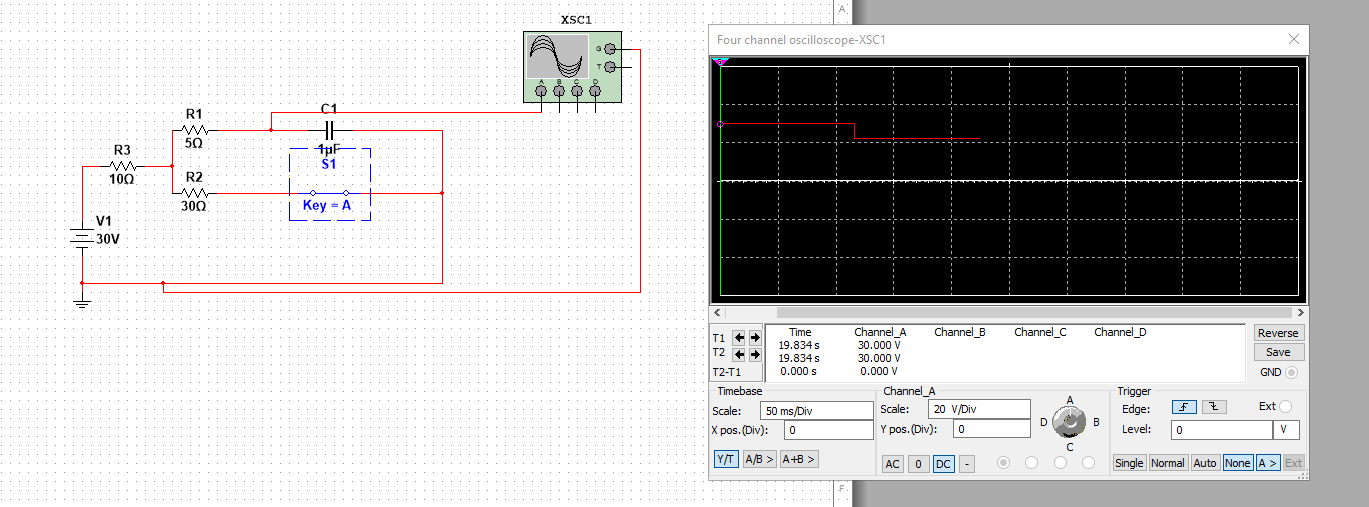 A
XSC1
G
T
A B C D
R1
5Ω
C1
1µF
S1
Key = A
R3
10Ω
R2
30Ω
V1
30V
Four channel oscilloscope-XSC1
Time Channel_A Channel_B Channel_C Channel_D
T1 19.834 s 30.000 V
T2 19.834 s 30.000 V
T2-T1 0.000 s 0.000 V
Reverse
Save
GND
Timebase
Scale: 50 ms/Div
X pos.(Div): 0
Y/T A/B > A+B >
Channel_A
Scale: 20 V/Div
Y pos.(Div): 0
AC 0 DC -
A
D B
C
Trigger
Edge: Ext
Level: 0 V
Single Normal Auto None A > Ext